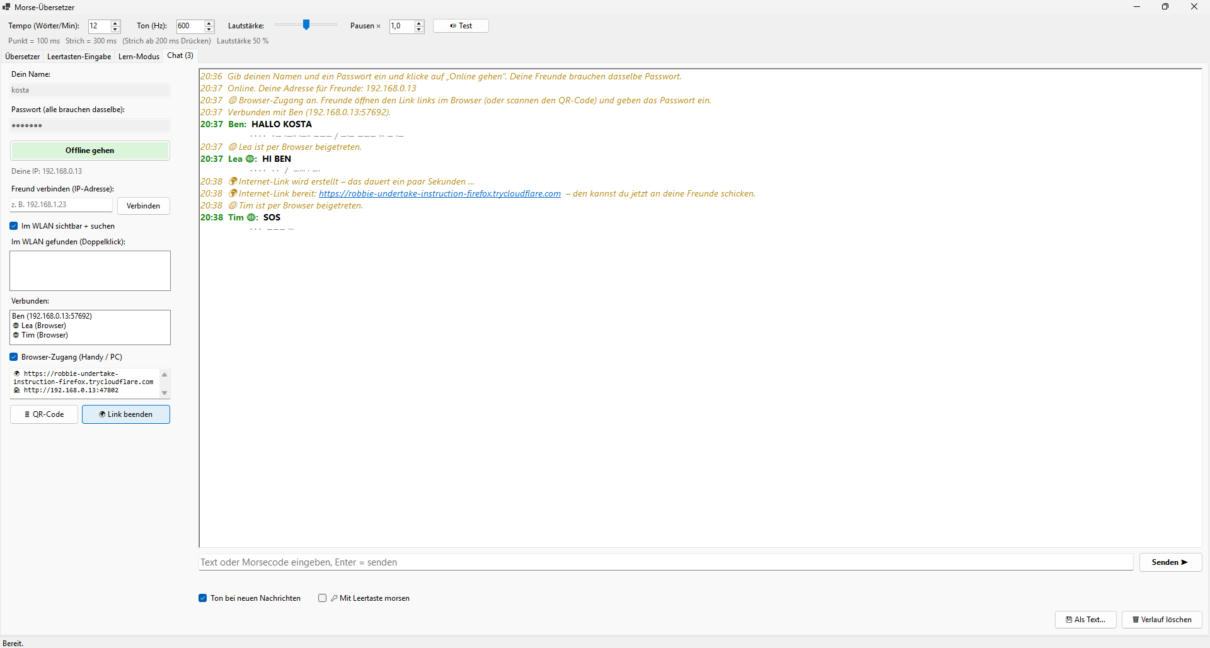 Morse-Übersetzer
Tempo (Wörter/Min): 12 Ton (Hz): 600 Lautstärke: Pausen × 1,0 Test
Punkt = 100 ms Strich = 300 ms (Strich ab 200 ms Drücken) Lautstärke 50 %
Übersetzer Leertasten-Eingabe Lern-Modus Chat (3)
Dein Name:
kosta
Passwort (alle brauchen dasselbe):
●●●●●●●
Offline gehen
Deine IP: 192.168.0.13
Freund verbinden (IP-Adresse):
z. B. 192.168.1.23 Verbinden
Im WLAN sichtbar + suchen
Im WLAN gefunden (Doppelklick):
Verbunden:
Ben (192.168.0.13:57692)
Lea (Browser)
Tim (Browser)
Browser-Zugang (Handy / PC)
https://robbie-undertake-
instruction-firefox.trycloudflare.com
http://192.168.0.13:47802
QR-Code Link beenden
20:36 Gib deinen Namen und ein Passwort ein und klicke auf „Online gehen“. Deine Freunde brauchen dasselbe Passwort.
20:37 Online. Deine Adresse für Freunde: 192.168.0.13
20:37 Browser-Zugang an. Freunde öffnen den Link links im Browser (oder scannen den QR-Code) und geben das Passwort ein.
20:37 Verbunden mit Ben (192.168.0.13:57692).
20:37 Ben: HALLO KOSTA
20:37 Lea ist per Browser beigetreten.
20:37 Lea: HI BEN
20:38 Internet-Link wird erstellt – das dauert ein paar Sekunden ...
20:38 Internet-Link bereit: https://robbie-undertake-instruction-firefox.trycloudflare.com – den kannst du jetzt an deine Freunde schicken.
20:38 Tim ist per Browser beigetreten.
20:38 Tim: SOS
Text oder Morsecode eingeben, Enter = senden Senden ➤
Ton bei neuen Nachrichten Mit Leertaste morsen
Als Text... Verlauf löschen
Bereit.